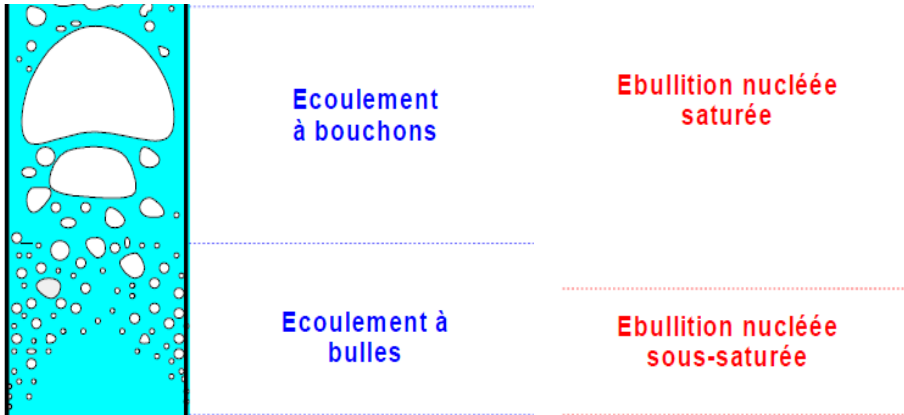 Ecoulement
à bouchons
Ebullition nucléée
saturée
Ecoulement à
bulles
Ebullition nucléée
sous-saturée